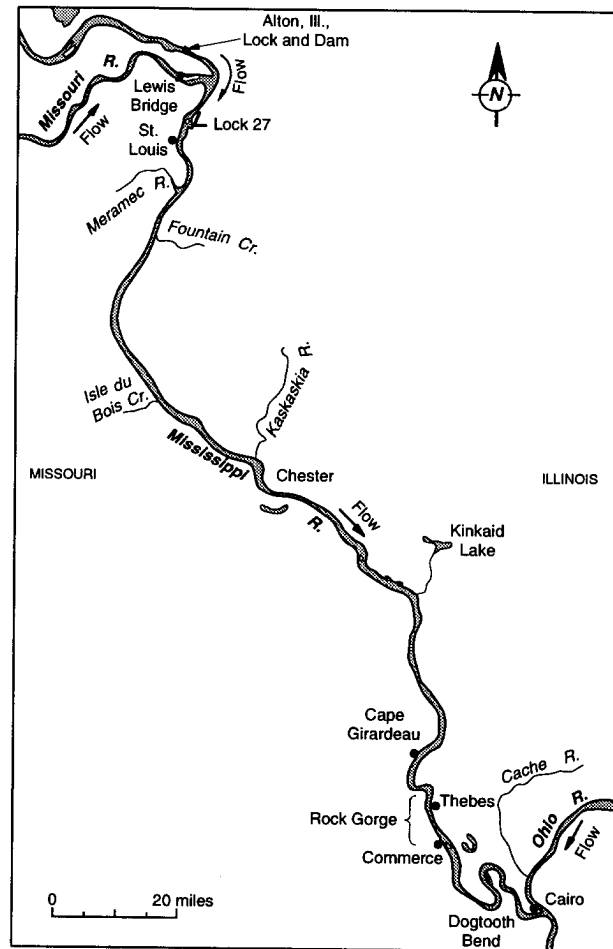 Alton, Ill.,
Lock and Dam
Missouri R.
Flow
Lewis
Bridge
Flow
N
Lock 27
St.
Louis
Meramec R.
Fountain Cr.
Isle du
Bois Cr.
Kaskaskia R.
Mississippi R.
Chester
MISSOURI
ILLINOIS
Flow
Kinkaid
Lake
Cape
Girardeau
Cache R.
Thebes
Ohio R.
Rock Gorge
Flow
Commerce
Cairo
0 20 miles
Dogtooth
Bend